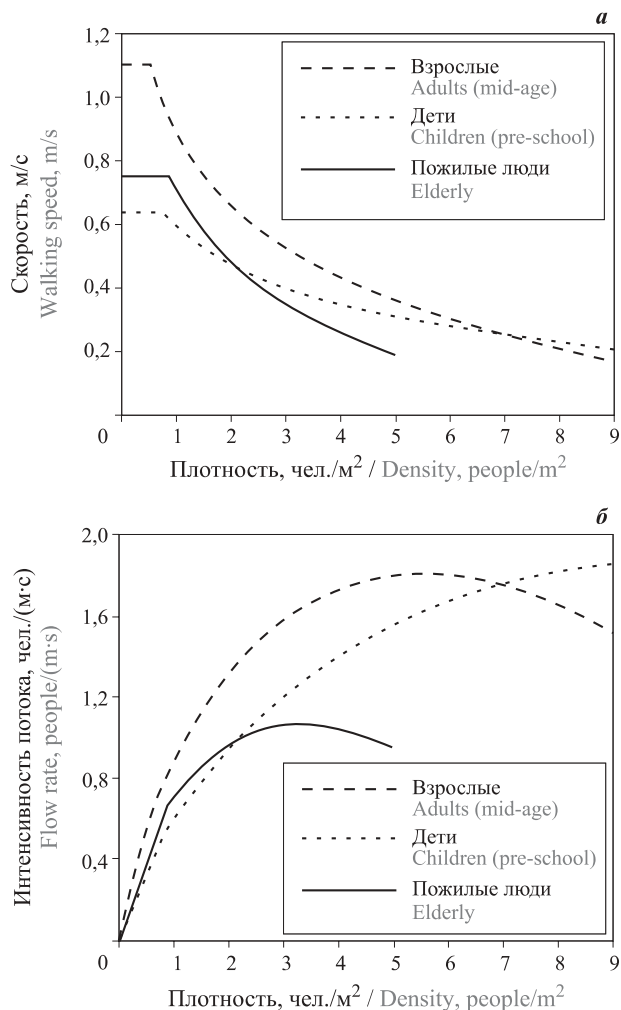 а
1,2
1,0
0,8
0,6
0,4
0,2
0
Скорость, м/с
Walking speed, m/s
Взрослые
Adults (mid-age)
Дети
Children (pre-school)
Пожилые люди
Elderly
1 2 3 4 5 6 7 8 9
Плотность, чел./м² / Density, people/m²
б
2,0
1,6
1,2
0,8
0,4
0
Интенсивность потока, чел./(м·с)
Flow rate, people/(m·s)
Взрослые
Adults (mid-age)
Дети
Children (pre-school)
Пожилые люди
Elderly
1 2 3 4 5 6 7 8 9
Плотность, чел./м² / Density, people/m²